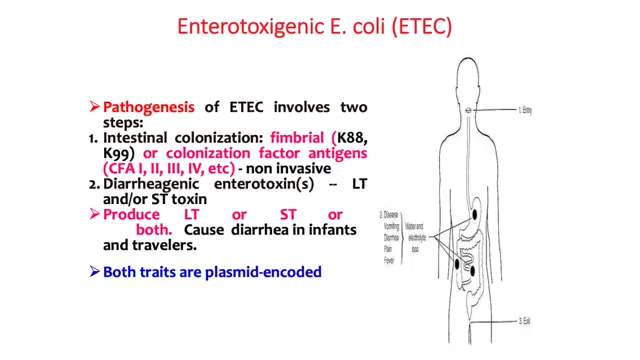 Enterotoxigenic E. coli (ETEC)
➢Pathogenesis of ETEC involves two
steps:
1. Intestinal colonization: fimbrial (K88,
K99) or colonization factor antigens
(CFA I, II, III, IV, etc) - non invasive
2. Diarrheagenic enterotoxin(s) -- LT
and/or ST toxin
➢Produce LT or ST or
both. Cause diarrhea in infants
and travelers.
➢Both traits are plasmid-encoded
1. Entry
2. Disease
Vomiting
Diarrhea
Pain
Fever
Water and
electrolyte
loss
3. Exit